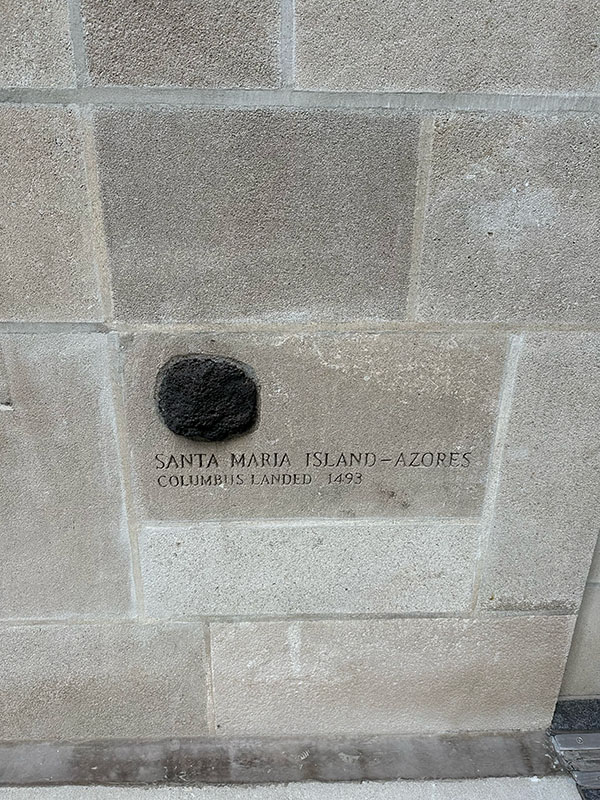 SANTA MARIA ISLAND–AZORES
COLUMBUS LANDED 1493